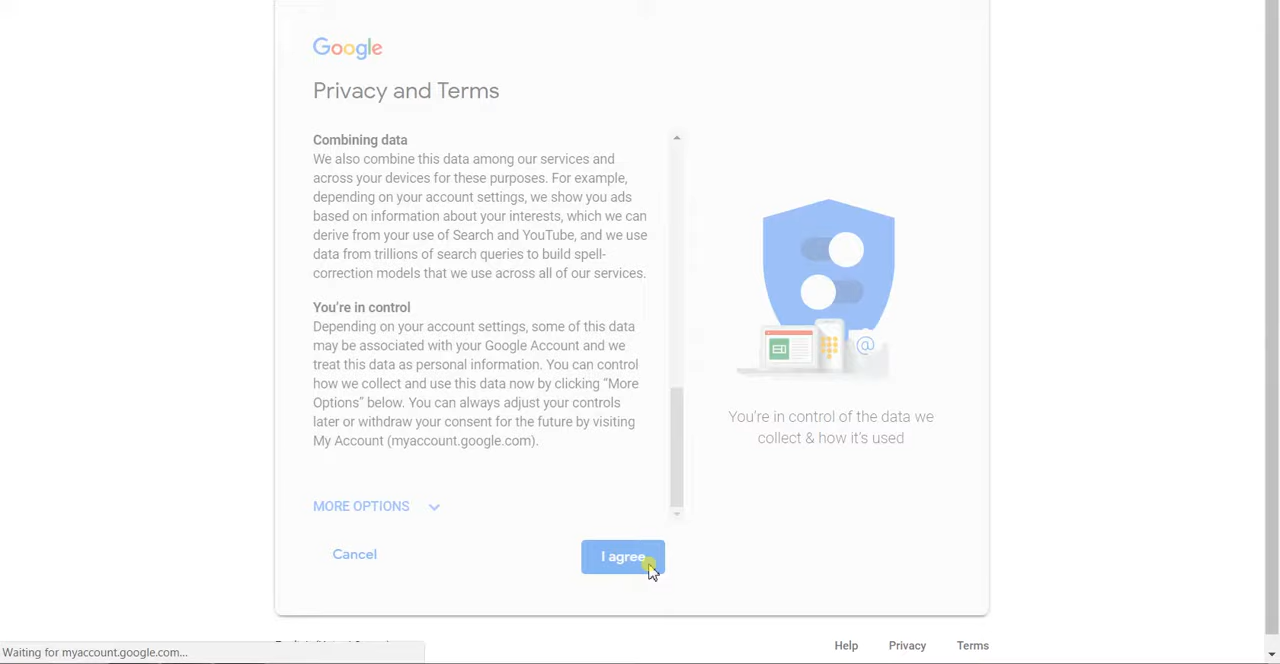 Google
Privacy and Terms
Combining data
We also combine this data among our services and
across your devices for these purposes. For example,
depending on your account settings, we show you ads
based on information about your interests, which we can
derive from your use of Search and YouTube, and we use
data from trillions of search queries to build spell-
correction models that we use across all of our services.
You're in control
Depending on your account settings, some of this data
may be associated with your Google Account and we
treat this data as personal information. You can control
how we collect and use this data now by clicking “More
Options” below. You can always adjust your controls
later or withdraw your consent for the future by visiting
My Account (myaccount.google.com).
MORE OPTIONS
Cancel
I agree
@
You're in control of the data we
collect & how it's used
Help Privacy Terms
Waiting for myaccount.google.com...